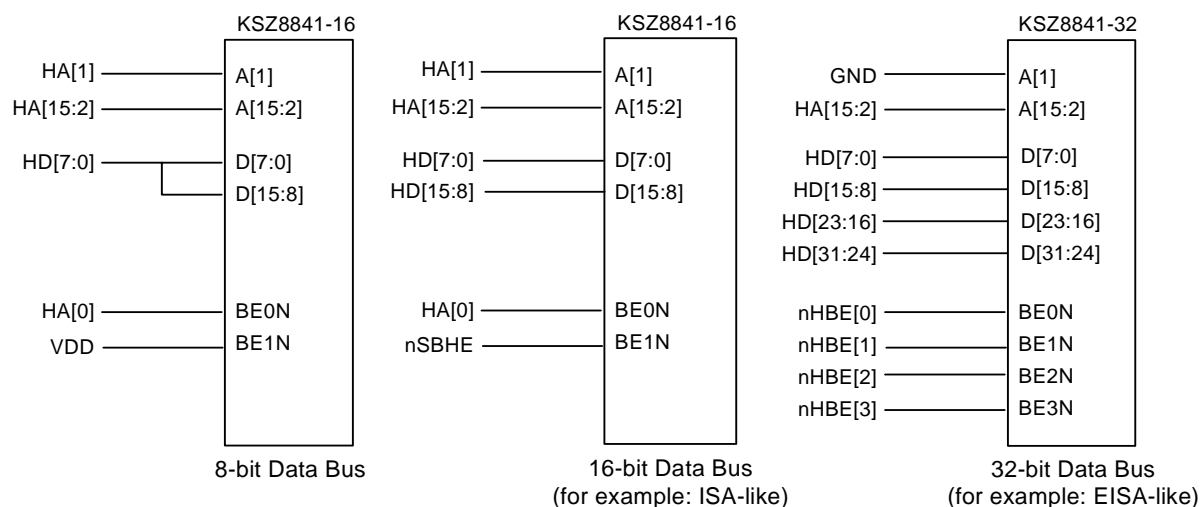 KSZ8841-16
HA[1]
A[1]
HA[15:2]
A[15:2]
HD[7:0]
D[7:0]
D[15:8]
HA[0]
BE0N
VDD
BE1N
8-bit Data Bus
KSZ8841-16
HA[1]
A[1]
HA[15:2]
A[15:2]
HD[7:0]
D[7:0]
HD[15:8]
D[15:8]
HA[0]
BE0N
nSBHE
BE1N
16-bit Data Bus
(for example: ISA-like)
KSZ8841-32
GND
A[1]
HA[15:2]
A[15:2]
HD[7:0]
D[7:0]
HD[15:8]
D[15:8]
HD[23:16]
D[23:16]
HD[31:24]
D[31:24]
nHBE[0]
BE0N
nHBE[1]
BE1N
nHBE[2]
BE2N
nHBE[3]
BE3N
32-bit Data Bus
(for example: EISA-like)